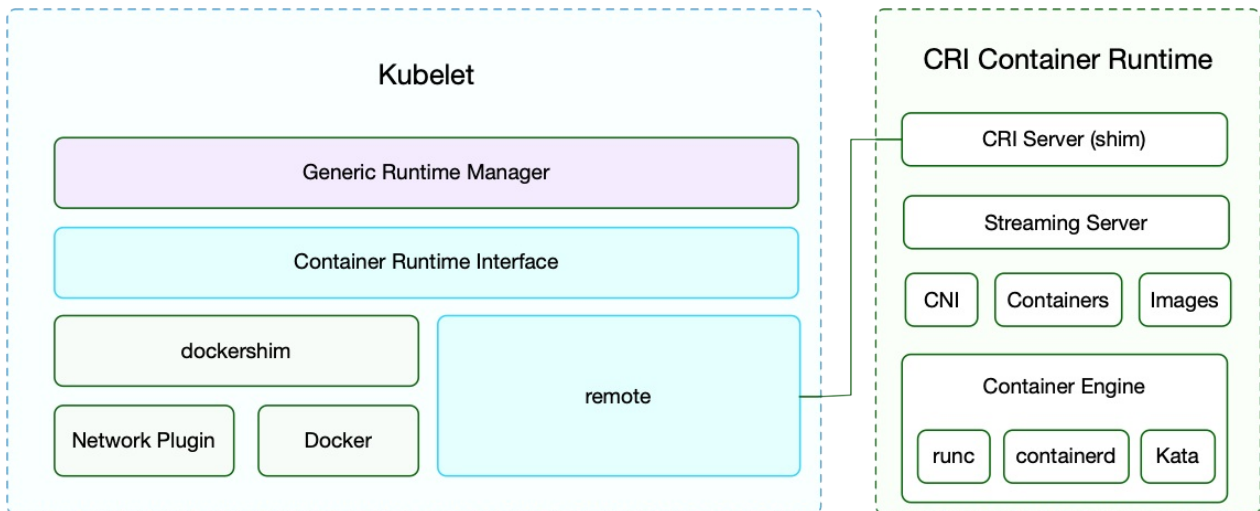 Kubelet
Generic Runtime Manager
Container Runtime Interface
dockershim
remote
Network Plugin
Docker
CRI Container Runtime
CRI Server (shim)
Streaming Server
CNI
Containers
Images
Container Engine
runc
containerd
Kata